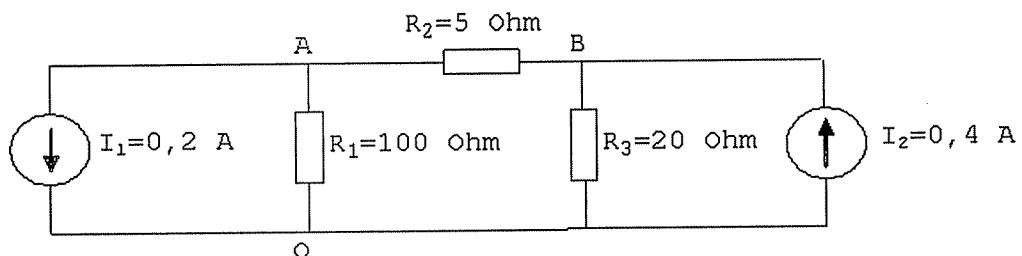 R₂=5 Ohm
A
B
I₁=0,2 A
R₁=100 Ohm
R₃=20 Ohm
I₂=0,4 A
O